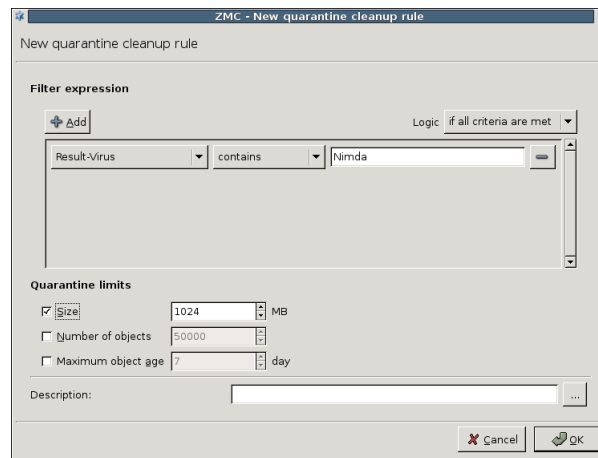 ZMC - New quarantine cleanup rule
New quarantine cleanup rule
Filter expression
Add Logic if all criteria are met
Result-Virus contains Nimda
Quarantine limits
Size 1024 MB
Number of objects 50000
Maximum object age 7 day
Description: ...
Cancel OK